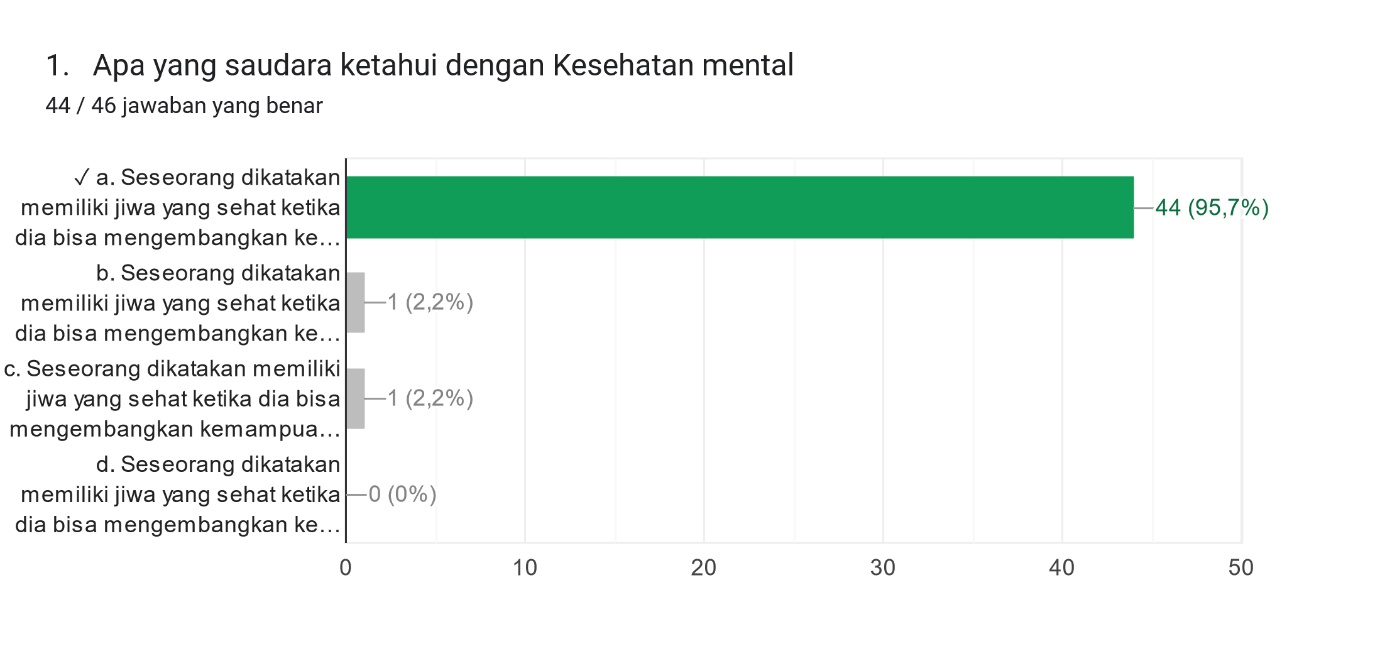 1. Apa yang saudara ketahui dengan Kesehatan mental
44 / 46 jawaban yang benar
✓ a. Seseorang dikatakan
memiliki jiwa yang sehat ketika
dia bisa mengembangkan ke…
44 (95,7%)
b. Seseorang dikatakan
memiliki jiwa yang sehat ketika
dia bisa mengembangkan ke…
1 (2,2%)
c. Seseorang dikatakan memiliki
jiwa yang sehat ketika dia bisa
mengembangkan kemampua…
1 (2,2%)
d. Seseorang dikatakan
memiliki jiwa yang sehat ketika
dia bisa mengembangkan ke…
0 (0%)
0 10 20 30 40 50